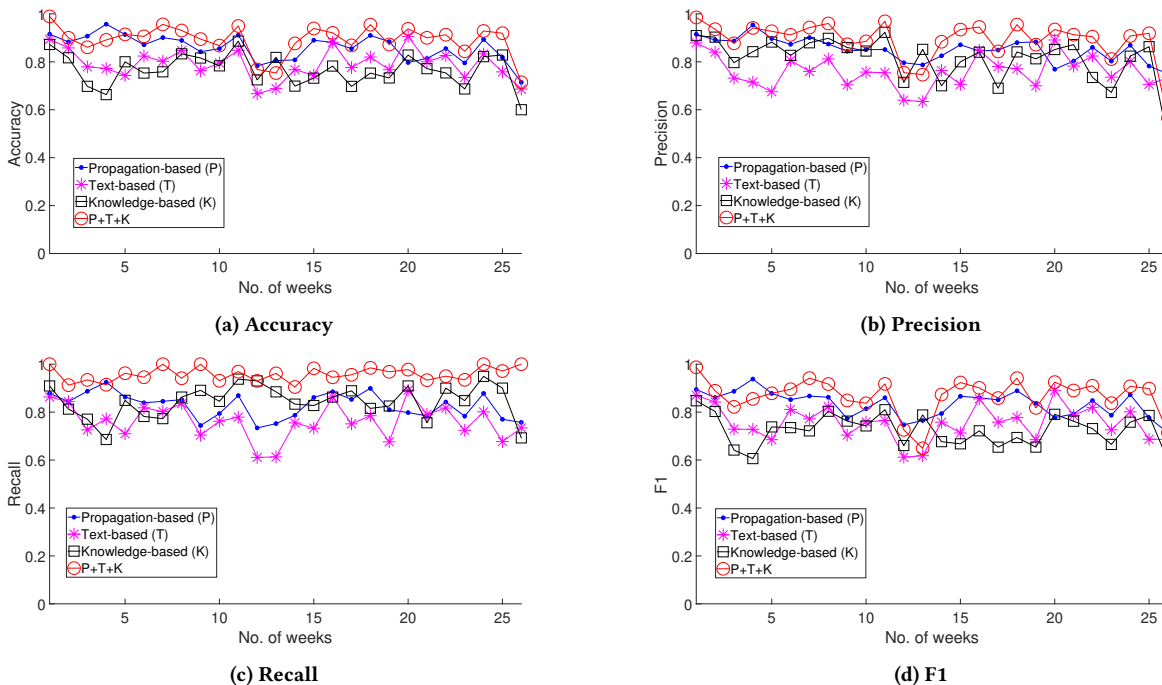 1
0.8
0.6
0.4
0.2
0
Accuracy
Propagation-based (P)
Text-based (T)
Knowledge-based (K)
P+T+K
5 10 15 20 25
No. of weeks
(a) Accuracy
1
0.8
0.6
0.4
0.2
0
Precision
Propagation-based (P)
Text-based (T)
Knowledge-based (K)
P+T+K
5 10 15 20 25
No. of weeks
(b) Precision
1
0.8
0.6
0.4
0.2
0
Recall
Propagation-based (P)
Text-based (T)
Knowledge-based (K)
P+T+K
5 10 15 20 25
No. of weeks
(c) Recall
1
0.8
0.6
0.4
0.2
0
F1
Propagation-based (P)
Text-based (T)
Knowledge-based (K)
P+T+K
5 10 15 20 25
No. of weeks
(d) F1